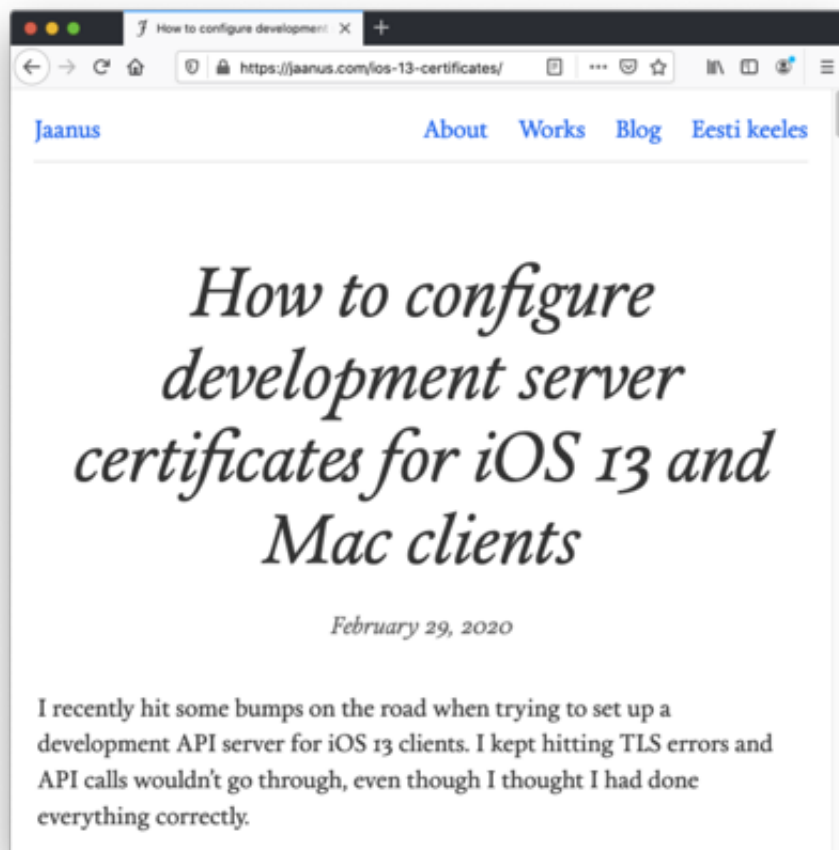 How to configure development
https://jaanus.com/ios-13-certificates/
Jaanus About Works Blog Eesti keeles
How to configure
development server
certificates for iOS 13 and
Mac clients
February 29, 2020
I recently hit some bumps on the road when trying to set up a
development API server for iOS 13 clients. I kept hitting TLS errors and
API calls wouldn't go through, even though I thought I had done
everything correctly.